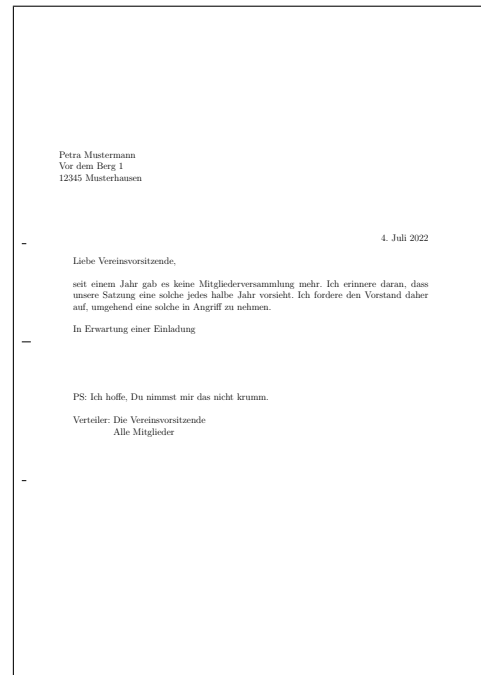 Petra Mustermann
Vor dem Berg 1
12345 Musterhausen
4. Juli 2022
Liebe Vereinsvorsitzende,
seit einem Jahr gab es keine Mitgliederversammlung mehr. Ich erinnere daran, dass
unsere Satzung eine solche jedes halbe Jahr vorsieht. Ich fordere den Vorstand daher
auf, umgehend eine solche in Angriff zu nehmen.
In Erwartung einer Einladung
PS: Ich hoffe, Du nimmst mir das nicht krumm.
Verteiler: Die Vereinsvorsitzende
Alle Mitglieder